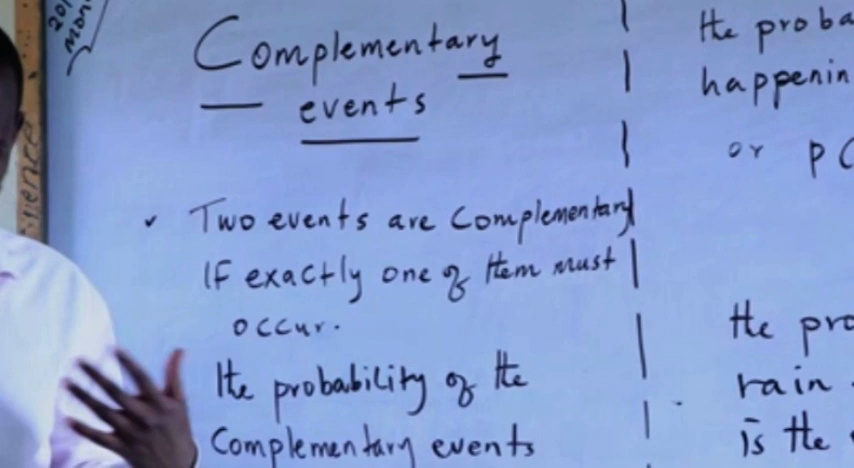 Complementary
events
Two events are Complementary
IF exactly one of them must
occur.
the probability of the
Complementary events
the proba
happenin
or P(
the pro
rain
is the